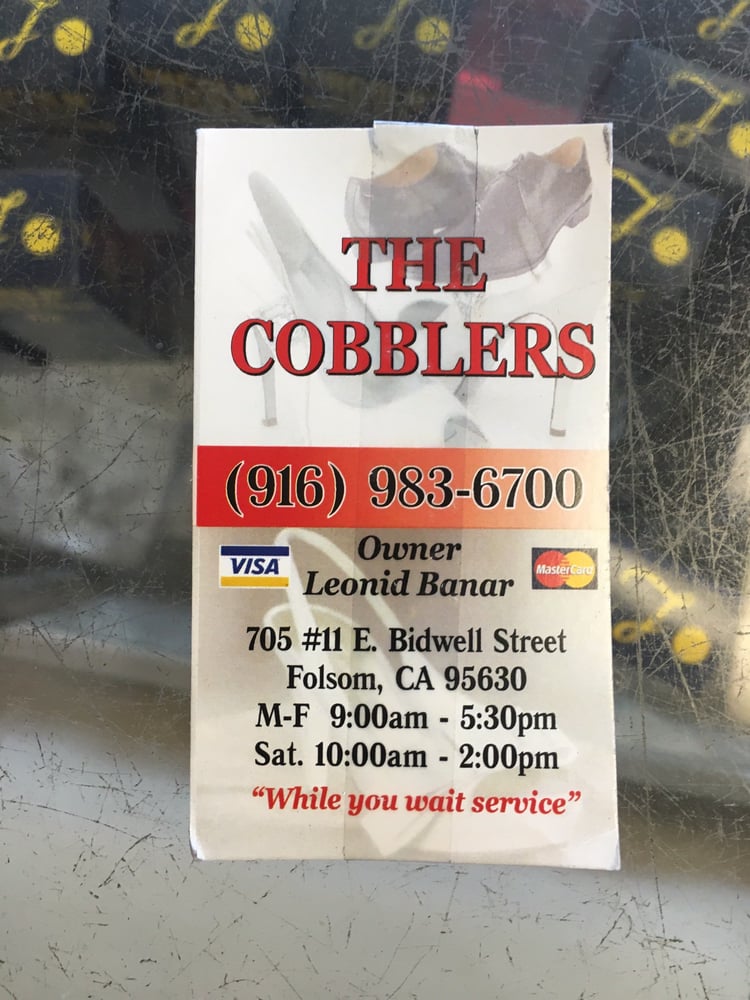 THE
COBBLERS
(916) 983-6700
VISA
Owner
MasterCard
Leonid Banar
705 #11 E. Bidwell Street
Folsom, CA 95630
M-F 9:00am - 5:30pm
Sat. 10:00am - 2:00pm
"While you wait service"